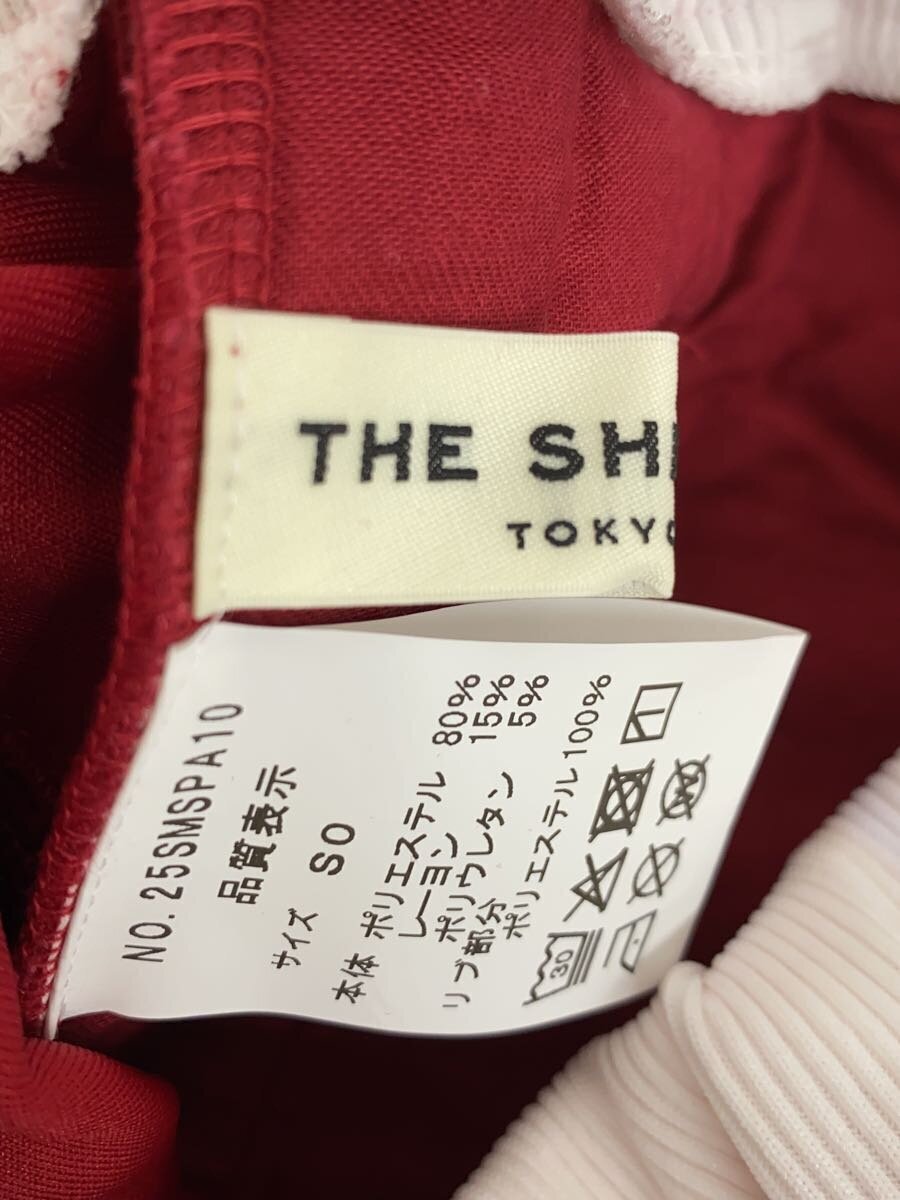 THE SH
TOKYO
NO.25SMSPA10
品質表示
サイズ SO
本体 ポリエステル 80%
レーヨン 15%
ポリウレタン 5%
リブ部分
ポリエステル 100%
30
W